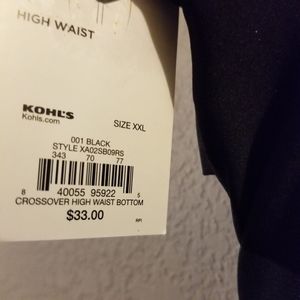 HIGH WAIST
KOHL'S
Kohls.com
SIZE XXL
001 BLACK
STYLE XA02SB09RS
343 70 77
8 40055 95922 5
CROSSOVER HIGH WAIST BOTTOM
$33.00
RPI